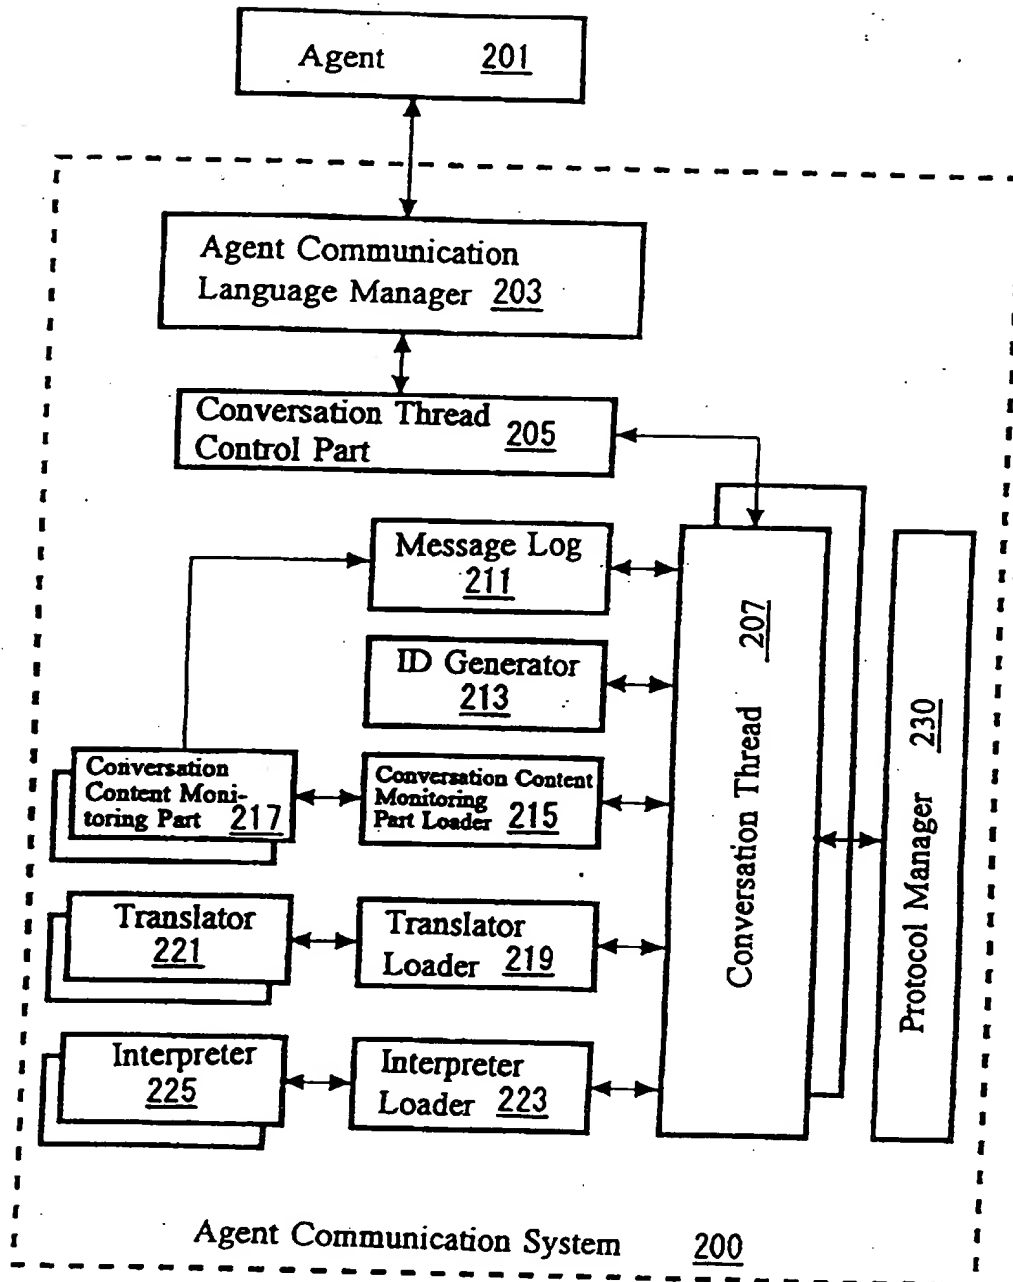 Agent 201
Agent Communication
Language Manager 203
Conversation Thread
Control Part 205
Message Log
211
ID Generator
213
Conversation
Content Moni-
toring Part 217
Conversation Content
Monitoring
Part Loader 215
Translator
221
Translator
Loader 219
Interpreter
225
Interpreter
Loader 223
Conversation Thread 207
Protocol Manager 230
Agent Communication System 200